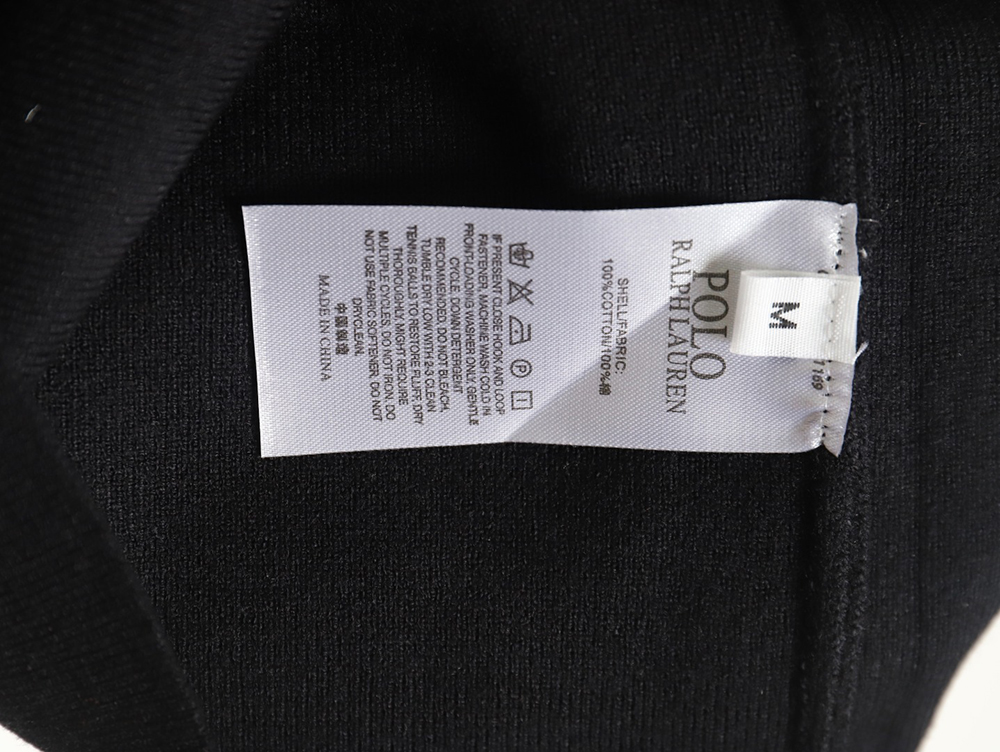 M
POLO
RALPH LAUREN
SHELL/FABRIC:
100%COTTON/100%棉
IF PRESENT CLOSE HOOK AND LOOP
FASTENER, MACHINE WASH COLD IN
FRONT-LOADING WASHER ONLY, GENTLE
CYCLE. DOWN DETERGENT
RECOMMENDED. DO NOT BLEACH,
TUMBLE DRY LOW WITH 2-3 CLEAN
TENNIS BALLS TO RESTORE FLUFF. DRY
THOROUGHLY, MIGHT REQUIRE
MULTIPLE CYCLES, DO NOT IRON, DO
NOT USE FABRIC SOFTENER, DO NOT
DRYCLEAN.
中国制造
MADE IN CHINA